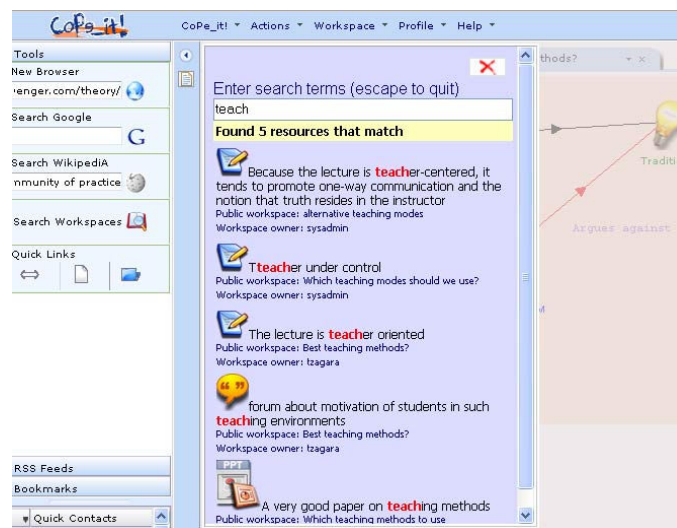 CoPe_it!
CoPe_it! Actions Workspace Profile Help
Tools
New Browser
enger.com/theory/
Search Google
G
Search WikipediA
mmunity of practice
Search Workspaces
Quick Links
RSS Feeds
Bookmarks
Quick Contacts
Enter search terms (escape to quit)
teach
Found 5 resources that match
Because the lecture is teacher-centered, it
tends to promote one-way communication and the
notion that truth resides in the instructor
Public workspace: alternative teaching modes
Workspace owner: sysadmin
Tteacher under control
Public workspace: Which teaching modes should we use?
Workspace owner: sysadmin
The lecture is teacher oriented
Public workspace: Best teaching methods?
Workspace owner: tzagara
forum about motivation of students in such
teaching environments
Public workspace: Best teaching methods?
Workspace owner: tzagara
PPT
A very good paper on teaching methods
Public workspace: Which teaching methods to use
thods?
Traditi
Argues against